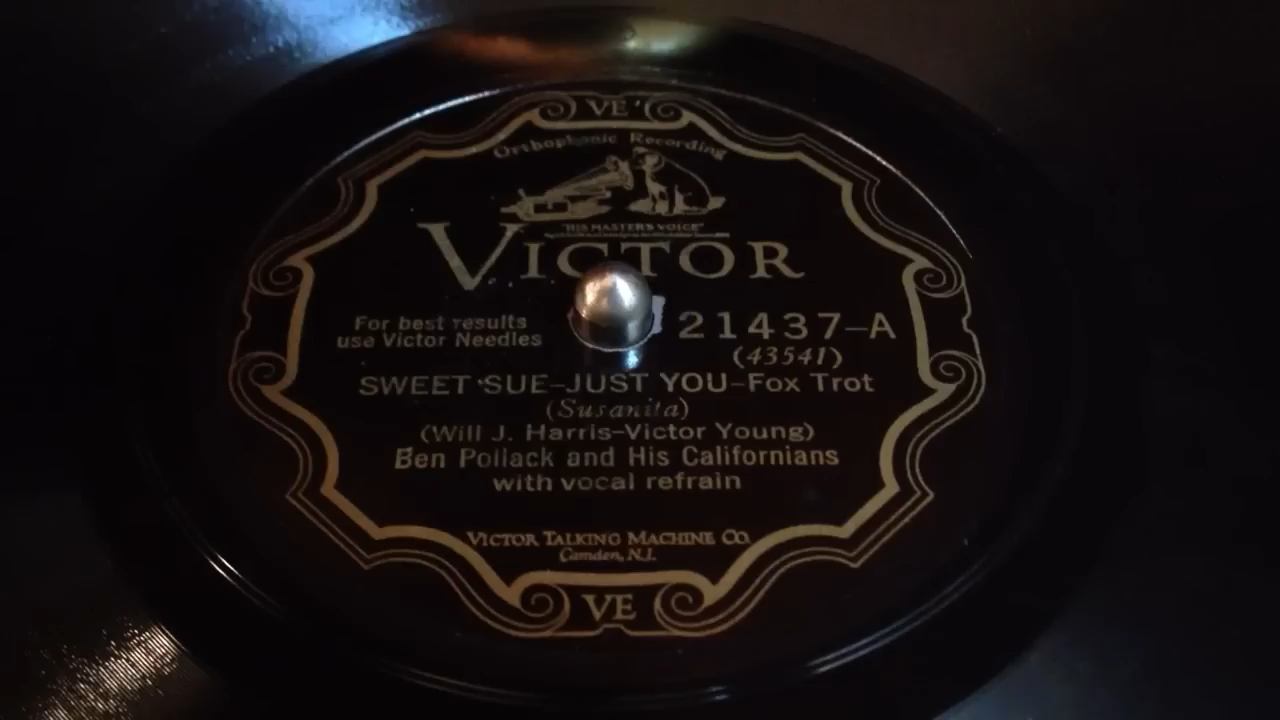 VE
Orthophonic Recording
"HIS MASTER'S VOICE"
VICTOR
For best results
use Victor Needles
21437-A
(43541)
SWEET SUE-JUST YOU-Fox Trot
(Susanita)
(Will J. Harris-Victor Young)
Ben Pollack and His Californians
with vocal refrain
VICTOR TALKING MACHINE CO.
Camden, N.J.
VE